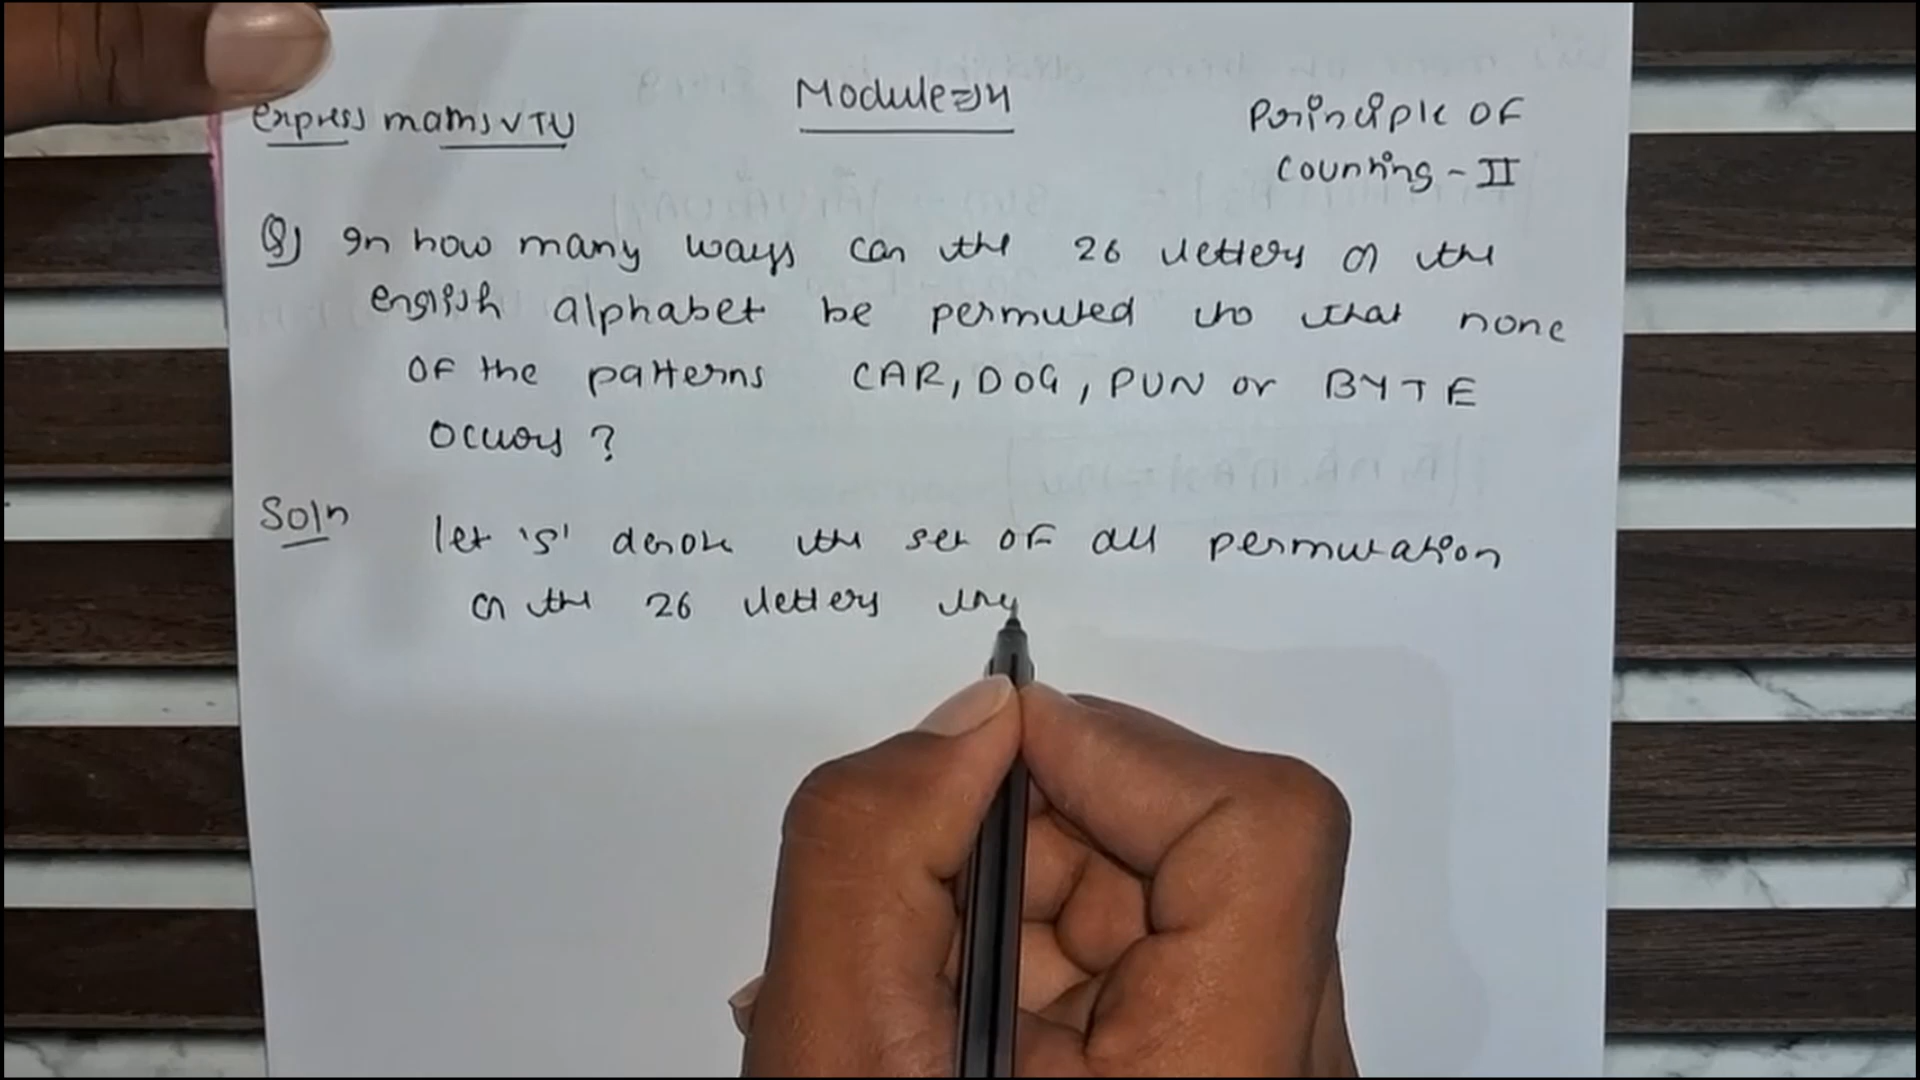 express maths VTU
Module⇒4
Principle OF
Counting - II
Q) In how many ways can the 26 letters of the
english alphabet be permuted so that none
OF the patterns CAR, DOG, PUN or BYTE
Occurs ?
Soln
let 's' denote the set OF all permutation
of the 26 letters